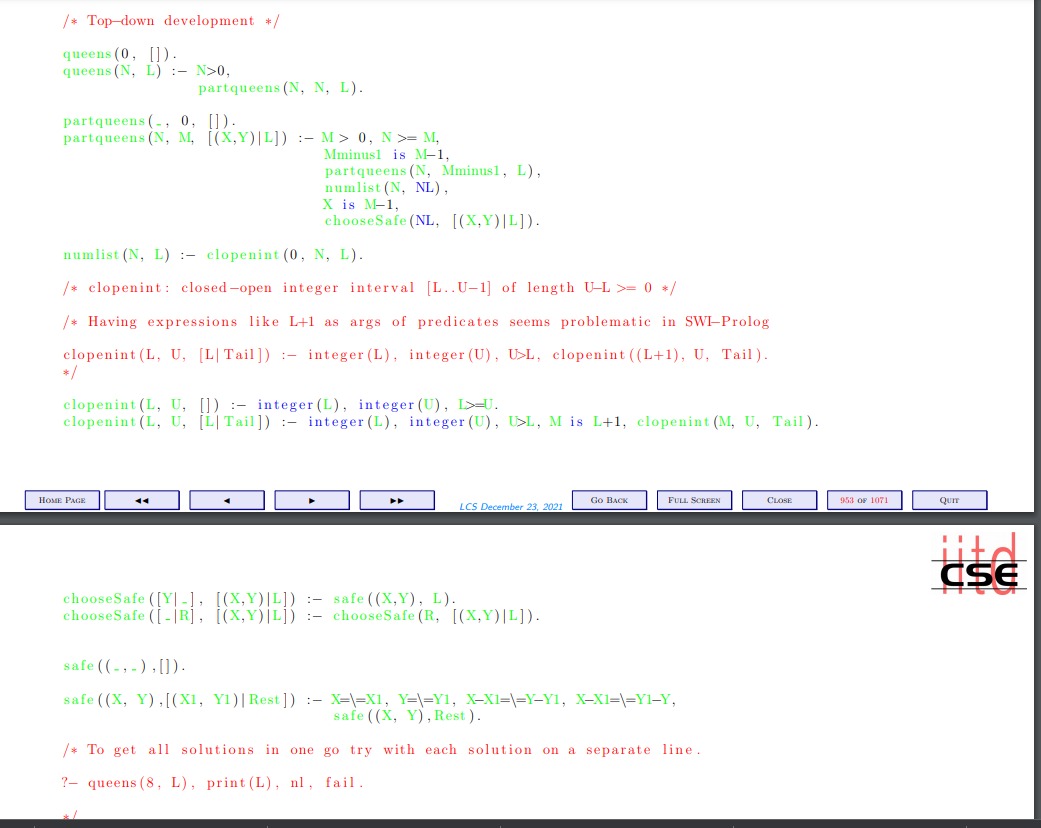 /* Top-down development */
queens(0, []).
queens(N, L) :- N>0,
partqueens(N, N, L).
partqueens(_, 0, []).
partqueens(N, M, [(X,Y)|L]) :- M > 0, N >= M,
Mminus1 is M-1,
partqueens(N, Mminus1, L),
numlist(N, NL),
X is M-1,
chooseSafe(NL, [(X,Y)|L]).
numlist(N, L) :- clopenint(0, N, L).
/* clopenint: closed-open integer interval [L..U-1] of length U-L >= 0 */
/* Having expressions like L+1 as args of predicates seems problematic in SWI-Prolog
clopenint(L, U, [L|Tail]) :- integer(L), integer(U), U>L, clopenint((L+1), U, Tail).
*/
clopenint(L, U, []) :- integer(L), integer(U), L>=U.
clopenint(L, U, [L|Tail]) :- integer(L), integer(U), U>L, M is L+1, clopenint(M, U, Tail).
HOME PAGE ◀◀ ◀ ▶ ▶▶ LCS December 23, 2021 GO BACK FULL SCREEN CLOSE 953 OF 1071 QUIT
iitd
CSE
chooseSafe([Y|_], [(X,Y)|L]) :- safe((X,Y), L).
chooseSafe([_|R], [(X,Y)|L]) :- chooseSafe(R, [(X,Y)|L]).
safe((_,_),[]).
safe((X, Y),[(X1, Y1)|Rest]) :- X=\=X1, Y=\=Y1, X-X1=\=Y-Y1, X-X1=\=Y1-Y,
safe((X, Y),Rest).
/* To get all solutions in one go try with each solution on a separate line.
?- queens(8, L), print(L), nl, fail.
*/